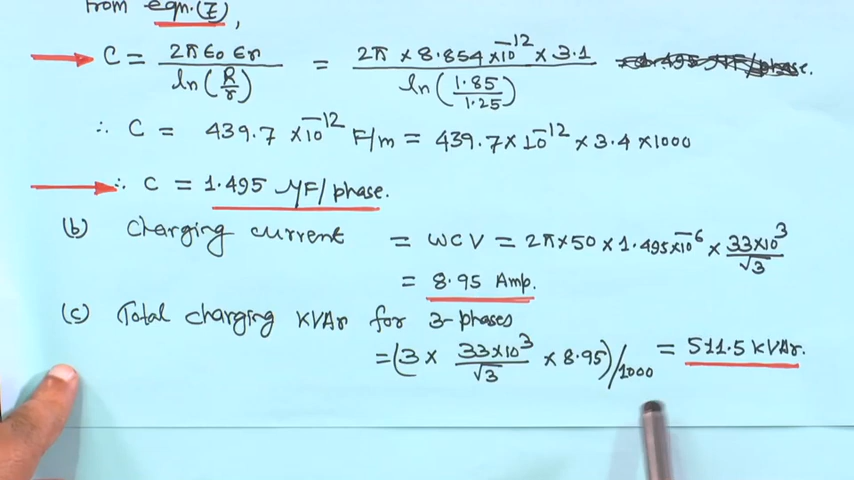 from eqn.(I),
C = 2π ε0 εr / ln(R/r) = 2π × 8.854 × 10^-12 × 3.1 / ln(1.85/1.25)
∴ C = 439.7 × 10^-12 F/m = 439.7 × 10^-12 × 3.4 × 1000
∴ C = 1.495 μF/phase.
(b) Charging current = ωCV = 2π × 50 × 1.495 × 10^-6 × 33×10^3/√3
= 8.95 Amp.
(c) Total charging KVAr for 3-phases
= (3 × 33×10^3/√3 × 8.95)/1000 = 511.5 KVAr.